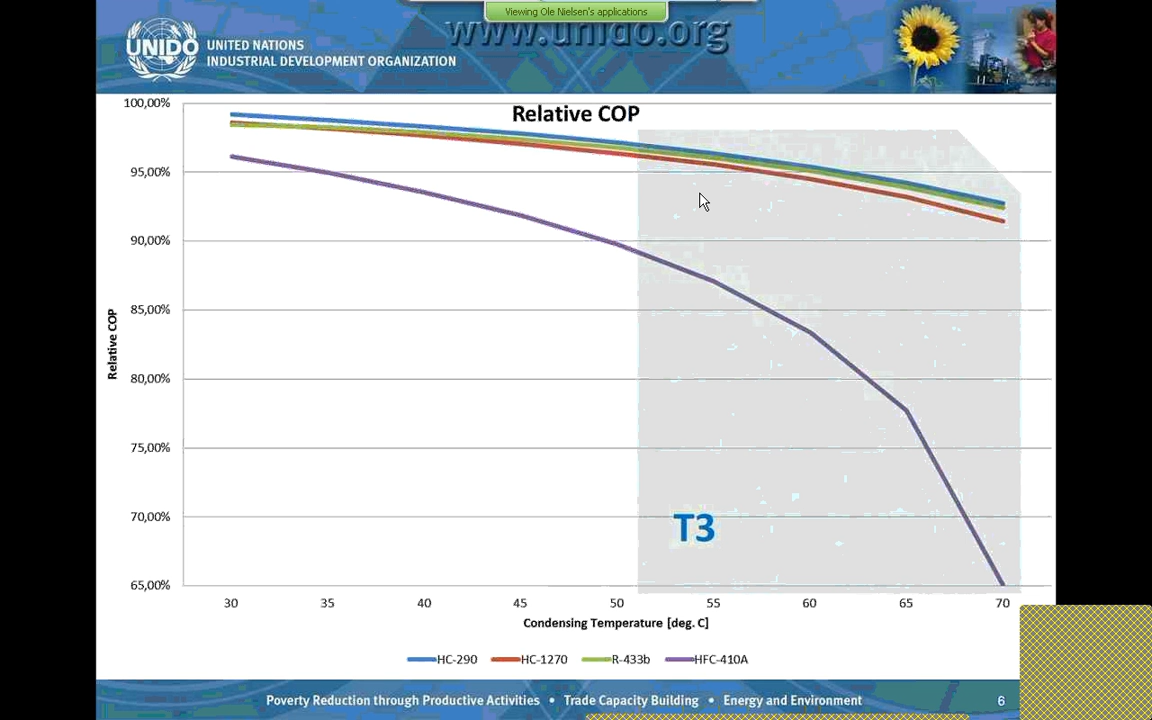 Viewing Ole Nielsen's applications
www.unido.org
UNIDO
UNITED NATIONS
INDUSTRIAL DEVELOPMENT ORGANIZATION
Relative COP
100,00%
95,00%
90,00%
85,00%
80,00%
75,00%
70,00%
65,00%
Relative COP
T3
30 35 40 45 50 55 60 65 70
Condensing Temperature [deg. C]
HC-290 HC-1270 R-433b HFC-410A
Poverty Reduction through Productive Activities • Trade Capacity Building • Energy and Environment 6